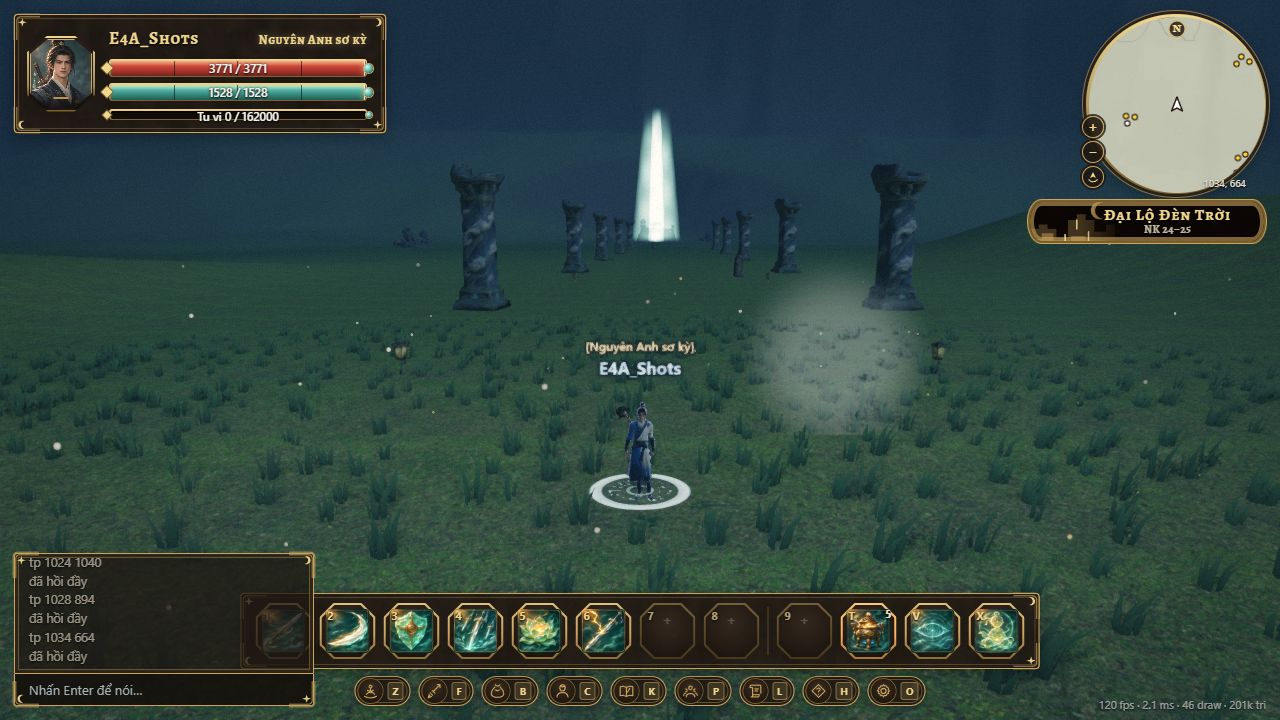 E4A_Shots
Nguyên Anh sơ kỳ
3771 / 3771
1528 / 1528
Tu vi 0 / 162000
N
+
−
1034, 664
Đại Lộ Đèn Trời
NK 24–25
[Nguyên Anh sơ kỳ]
E4A_Shots
tp 1024 1040
đã hồi đầy
tp 1028 894
đã hồi đầy
tp 1034 664
đã hồi đầy
Nhấn Enter để nói...
2 3 4 5 6 7 + 8 + 9 + T 5 V X
Z F B C K P L H O
120 fps · 2.1 ms · 46 draw · 201k tri